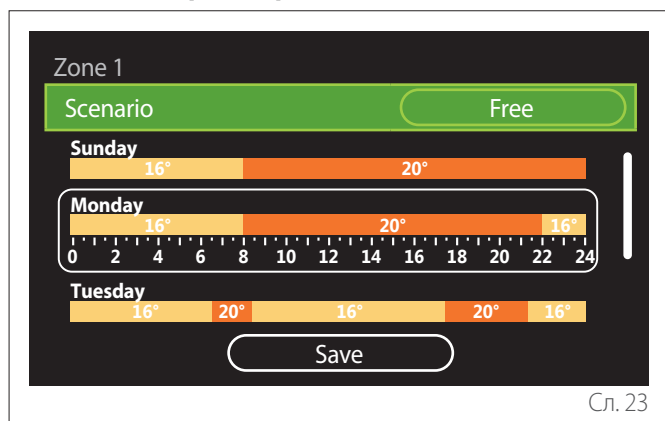 Zone 1
Scenario Free
Sunday
16° 20°
Monday
16° 20° 16°
0 2 4 6 8 10 12 14 16 18 20 22 24
Tuesday
16° 20° 16° 20° 16°
Save
Сл. 23